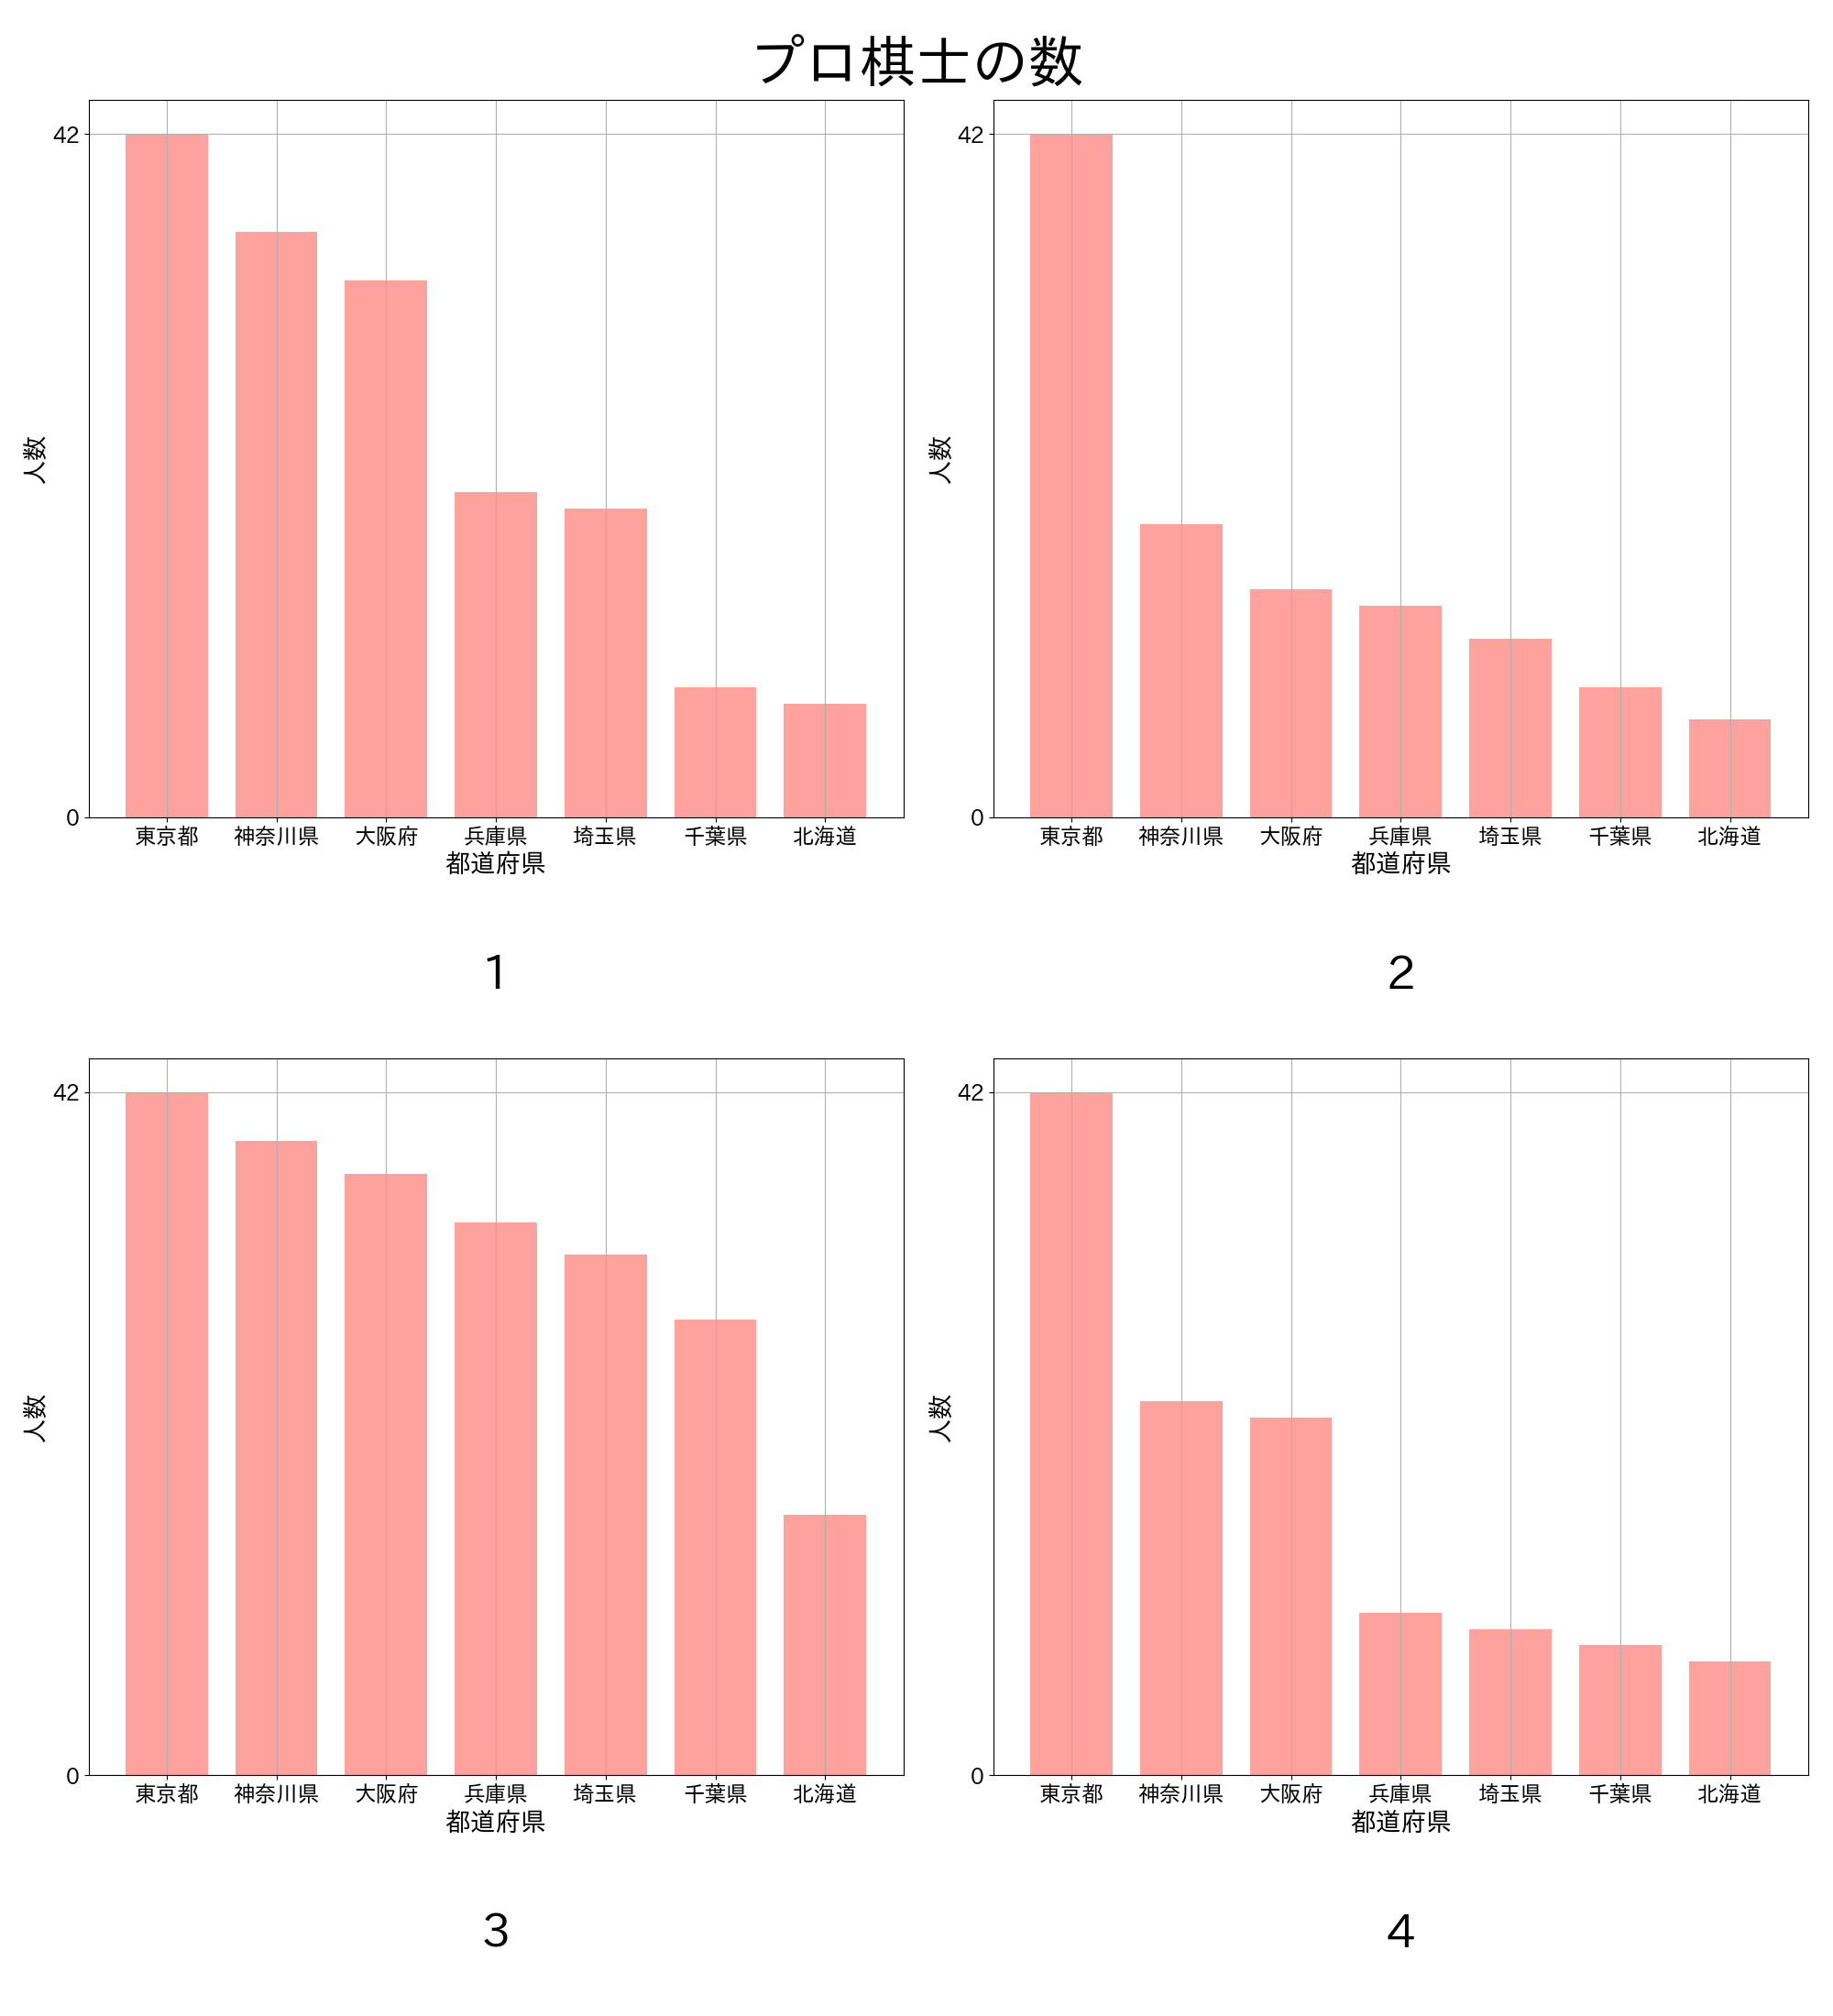 プロ棋士の数
42
0
人数
東京都 神奈川県 大阪府 兵庫県 埼玉県 千葉県 北海道
都道府県
1
42
0
人数
東京都 神奈川県 大阪府 兵庫県 埼玉県 千葉県 北海道
都道府県
2
42
0
人数
東京都 神奈川県 大阪府 兵庫県 埼玉県 千葉県 北海道
都道府県
3
42
0
人数
東京都 神奈川県 大阪府 兵庫県 埼玉県 千葉県 北海道
都道府県
4